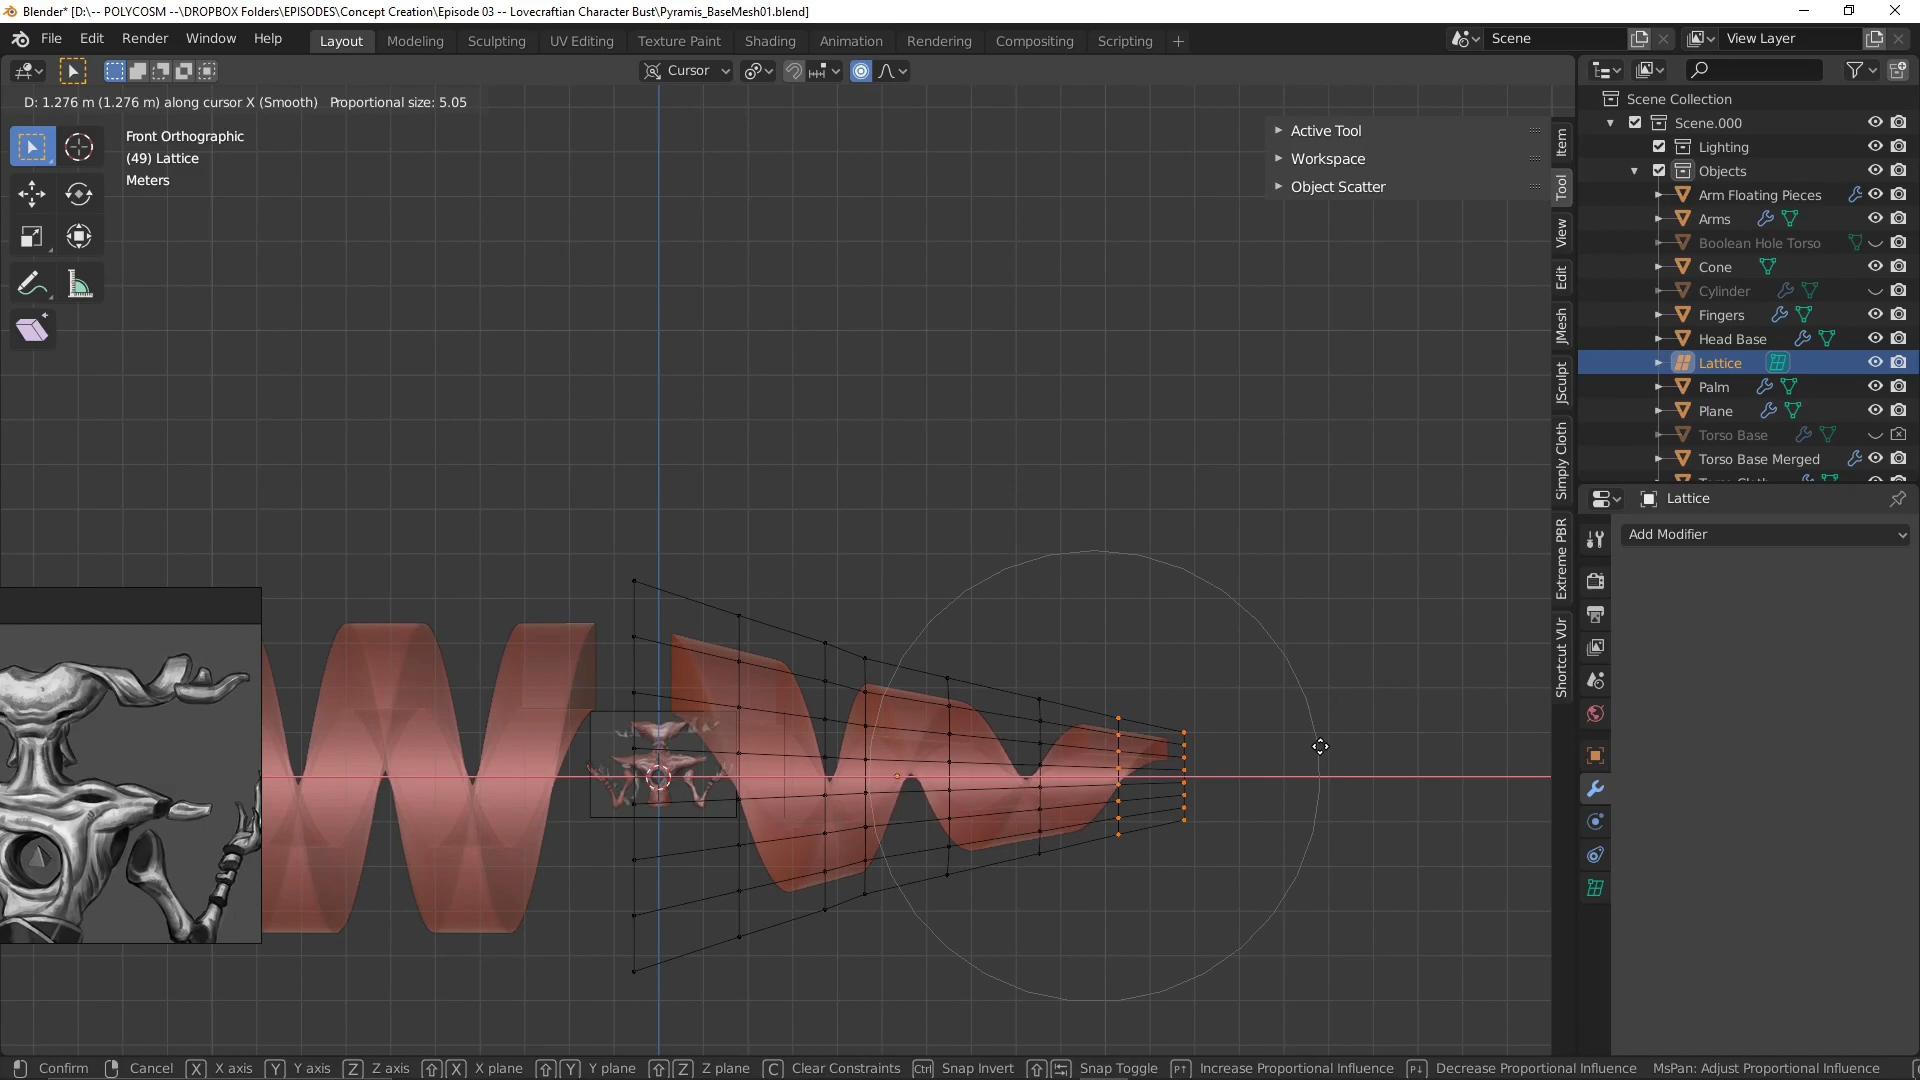 Blender* [D:\-- POLYCOSM --\DROPBOX Folders\EPISODES\Concept Creation\Episode 03 -- Lovecraftian Character Bust\Pyramis_BaseMesh01.blend]
File Edit Render Window Help Layout Modeling Sculpting UV Editing Texture Paint Shading Animation Rendering Compositing Scripting + Scene View Layer
Cursor
D: 1.276 m (1.276 m) along cursor X (Smooth) Proportional size: 5.05
Front Orthographic
(49) Lattice
Meters
Active Tool
Workspace
Object Scatter
Item
Tool
View
Edit
JMesh
JSculpt
Simply Cloth
Extreme PBR
Shortcut VUr
Scene Collection
Scene.000
Lighting
Objects
Arm Floating Pieces
Arms
Boolean Hole Torso
Cone
Cylinder
Fingers
Head Base
Lattice
Palm
Plane
Torso Base
Torso Base Merged
Lattice
Add Modifier
Confirm Cancel X X axis Y Y axis Z Z axis X X plane Y Y plane Z Z plane C Clear Constraints Ctrl Snap Invert Snap Toggle P↑ Increase Proportional Influence P↓ Decrease Proportional Influence MsPan: Adjust Proportional Influence